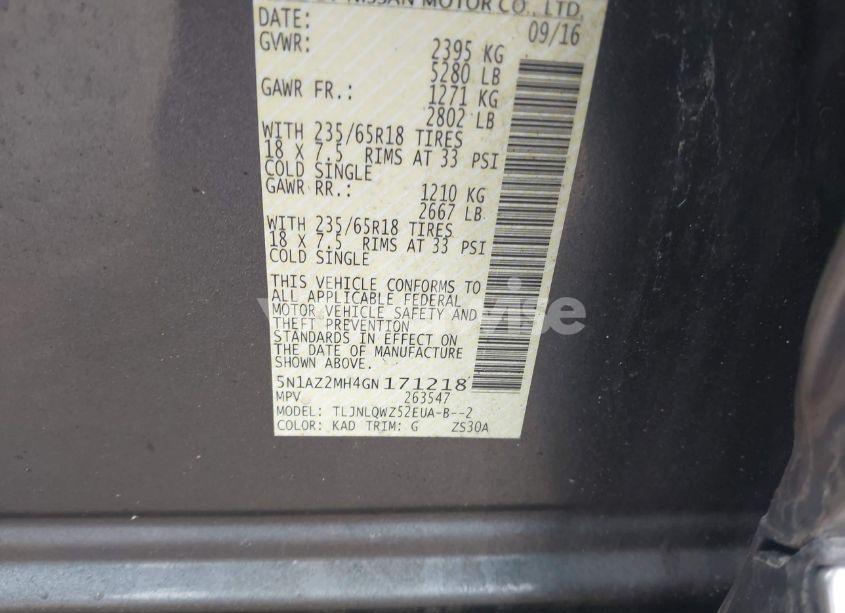 NISSAN MOTOR CO., LTD.
DATE: 09/16
GVWR: 2395 KG
5280 LB
GAWR FR.: 1271 KG
2802 LB
WITH 235/65R18 TIRES
18 X 7.5 RIMS AT 33 PSI
COLD SINGLE
GAWR RR.: 1210 KG
2667 LB
WITH 235/65R18 TIRES
18 X 7.5 RIMS AT 33 PSI
COLD SINGLE
THIS VEHICLE CONFORMS TO
ALL APPLICABLE FEDERAL
MOTOR VEHICLE SAFETY AND
THEFT PREVENTION
STANDARDS IN EFFECT ON
THE DATE OF MANUFACTURE
SHOWN ABOVE.
5N1AZ2MH4GN171218
MPV 263547
MODEL: TLJNLQWZ52EUA-B--2
COLOR: KAD TRIM: G ZS30A